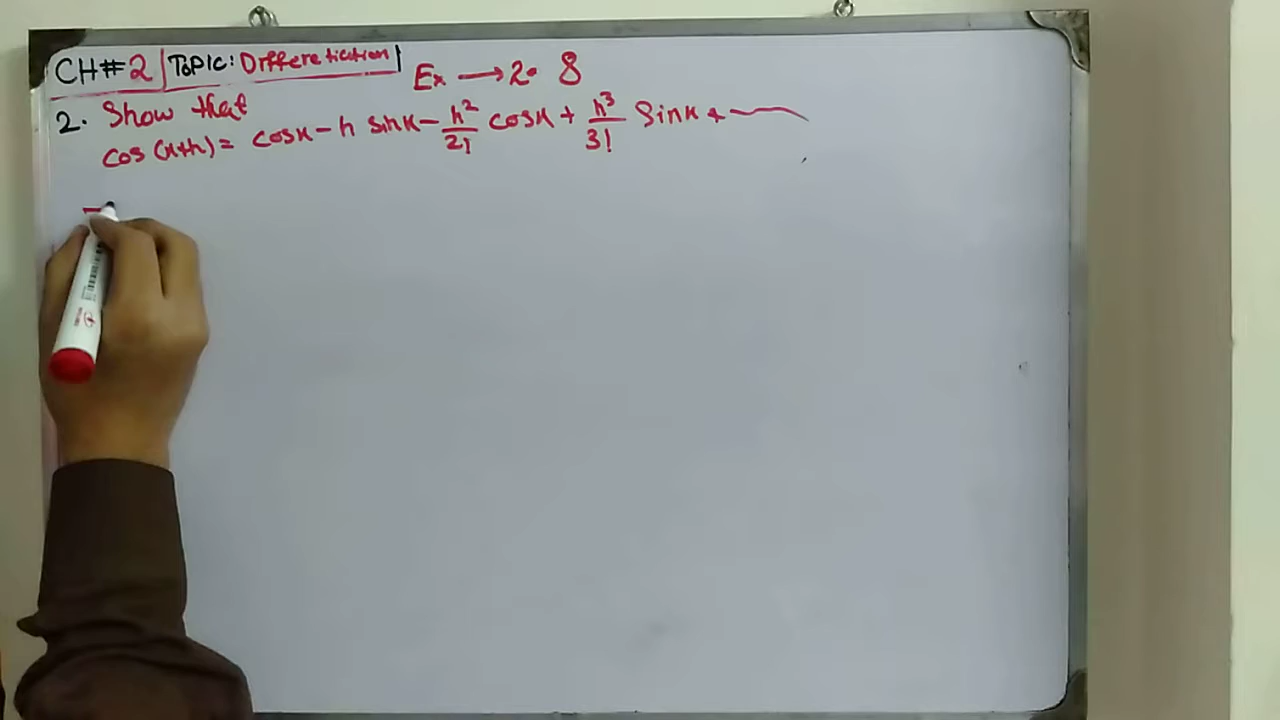 CH#2 | Topic: Differentiation | Ex → 2.8
2. Show that
cos(x+h) = cosx - h sinx - h²/2! cosx + h³/3! sinx + ——